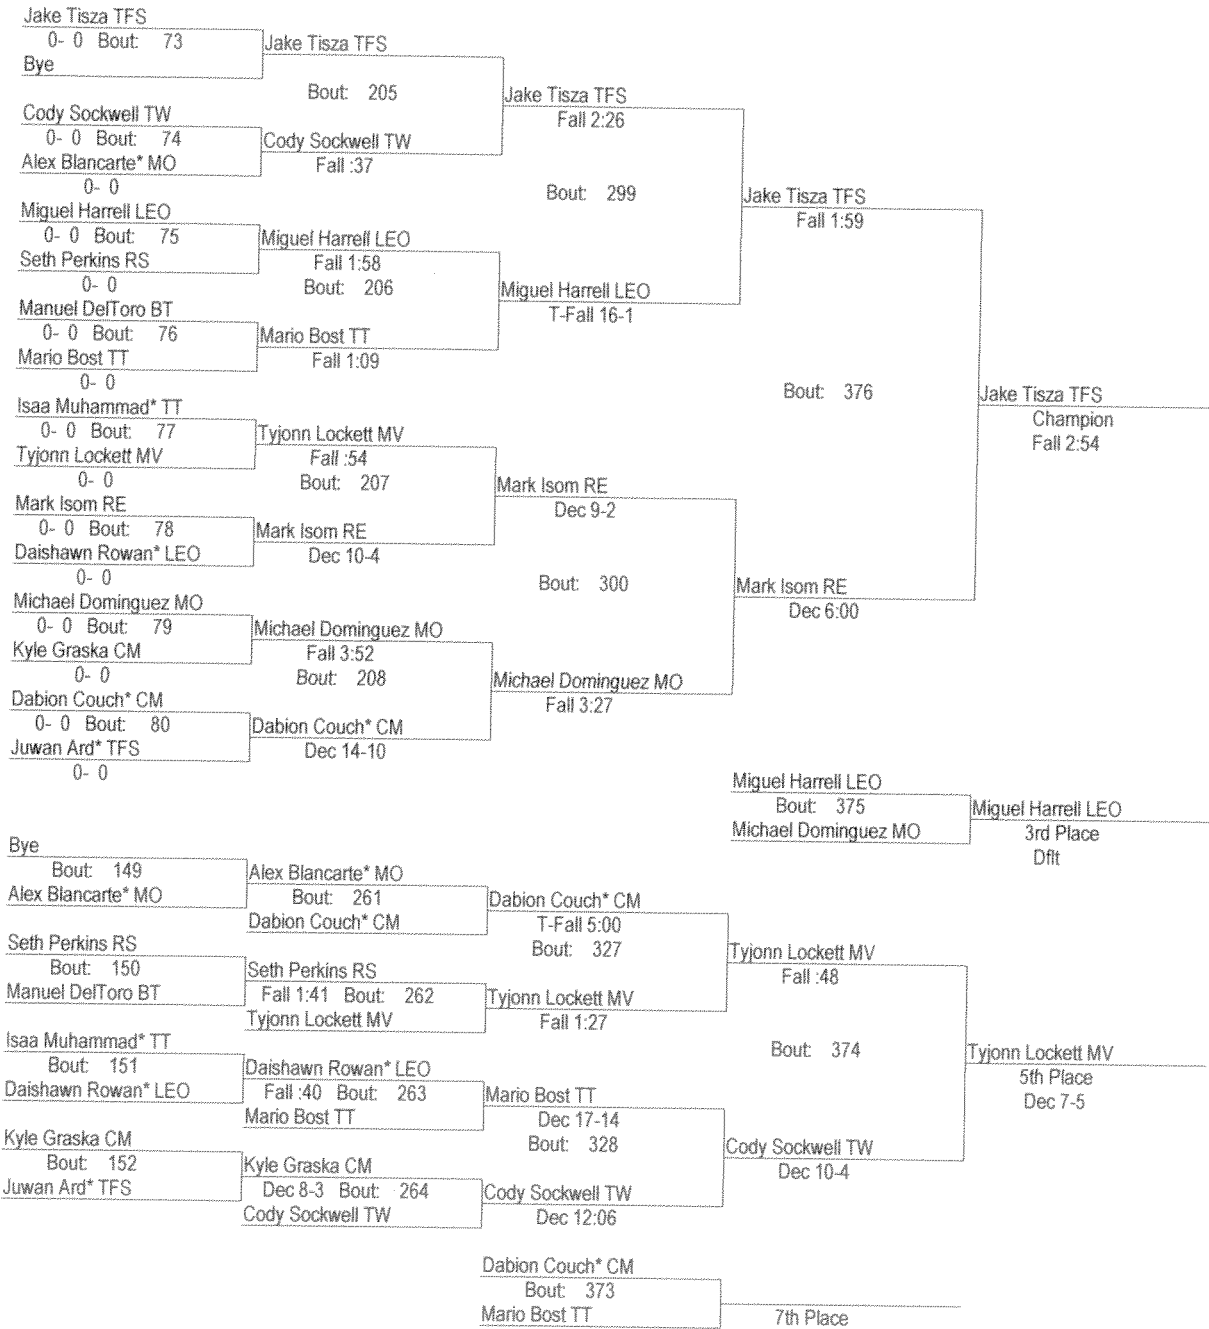 Jake Tisza TFS
0- 0 Bout: 73
Bye
Jake Tisza TFS
Bout: 205
Cody Sockwell TW
0- 0 Bout: 74
Alex Blancarte* MO
0- 0
Cody Sockwell TW
Fall :37
Jake Tisza TFS
Fall 2:26
Bout: 299
Miguel Harrell LEO
0- 0 Bout: 75
Seth Perkins RS
0- 0
Miguel Harrell LEO
Fall 1:58
Bout: 206
Manuel DelToro BT
0- 0 Bout: 76
Mario Bost TT
0- 0
Mario Bost TT
Fall 1:09
Miguel Harrell LEO
T-Fall 16-1
Jake Tisza TFS
Fall 1:59
Bout: 376
Jake Tisza TFS
Champion
Fall 2:54
Isaa Muhammad* TT
0- 0 Bout: 77
Tyjonn Lockett MV
0- 0
Tyjonn Lockett MV
Fall :54
Bout: 207
Mark Isom RE
0- 0 Bout: 78
Daishawn Rowan* LEO
0- 0
Mark Isom RE
Dec 10-4
Mark Isom RE
Dec 9-2
Bout: 300
Mark Isom RE
Dec 6:00
Michael Dominguez MO
0- 0 Bout: 79
Kyle Graska CM
0- 0
Michael Dominguez MO
Fall 3:52
Bout: 208
Dabion Couch* CM
0- 0 Bout: 80
Juwan Ard* TFS
0- 0
Dabion Couch* CM
Dec 14-10
Michael Dominguez MO
Fall 3:27
Miguel Harrell LEO
Bout: 375
Michael Dominguez MO
Miguel Harrell LEO
3rd Place
Dflt
Bye
Bout: 149
Alex Blancarte* MO
Alex Blancarte* MO
Bout: 261
Dabion Couch* CM
Dabion Couch* CM
T-Fall 5:00
Bout: 327
Seth Perkins RS
Bout: 150
Manuel DelToro BT
Seth Perkins RS
Fall 1:41 Bout: 262
Tyjonn Lockett MV
Tyjonn Lockett MV
Fall 1:27
Tyjonn Lockett MV
Fall :48
Bout: 374
Tyjonn Lockett MV
5th Place
Dec 7-5
Isaa Muhammad* TT
Bout: 151
Daishawn Rowan* LEO
Daishawn Rowan* LEO
Fall :40 Bout: 263
Mario Bost TT
Mario Bost TT
Dec 17-14
Bout: 328
Kyle Graska CM
Bout: 152
Juwan Ard* TFS
Kyle Graska CM
Dec 8-3 Bout: 264
Cody Sockwell TW
Cody Sockwell TW
Dec 12:06
Cody Sockwell TW
Dec 10-4
Dabion Couch* CM
Bout: 373
Mario Bost TT
7th Place